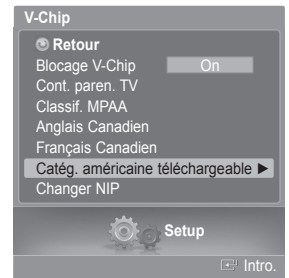 V-Chip
Retour
Blocage V-Chip On
Cont. paren. TV
Classif. MPAA
Anglais Canadien
Français Canadien
Catég. américaine téléchargeable ►
Changer NIP
Setup
Intro.